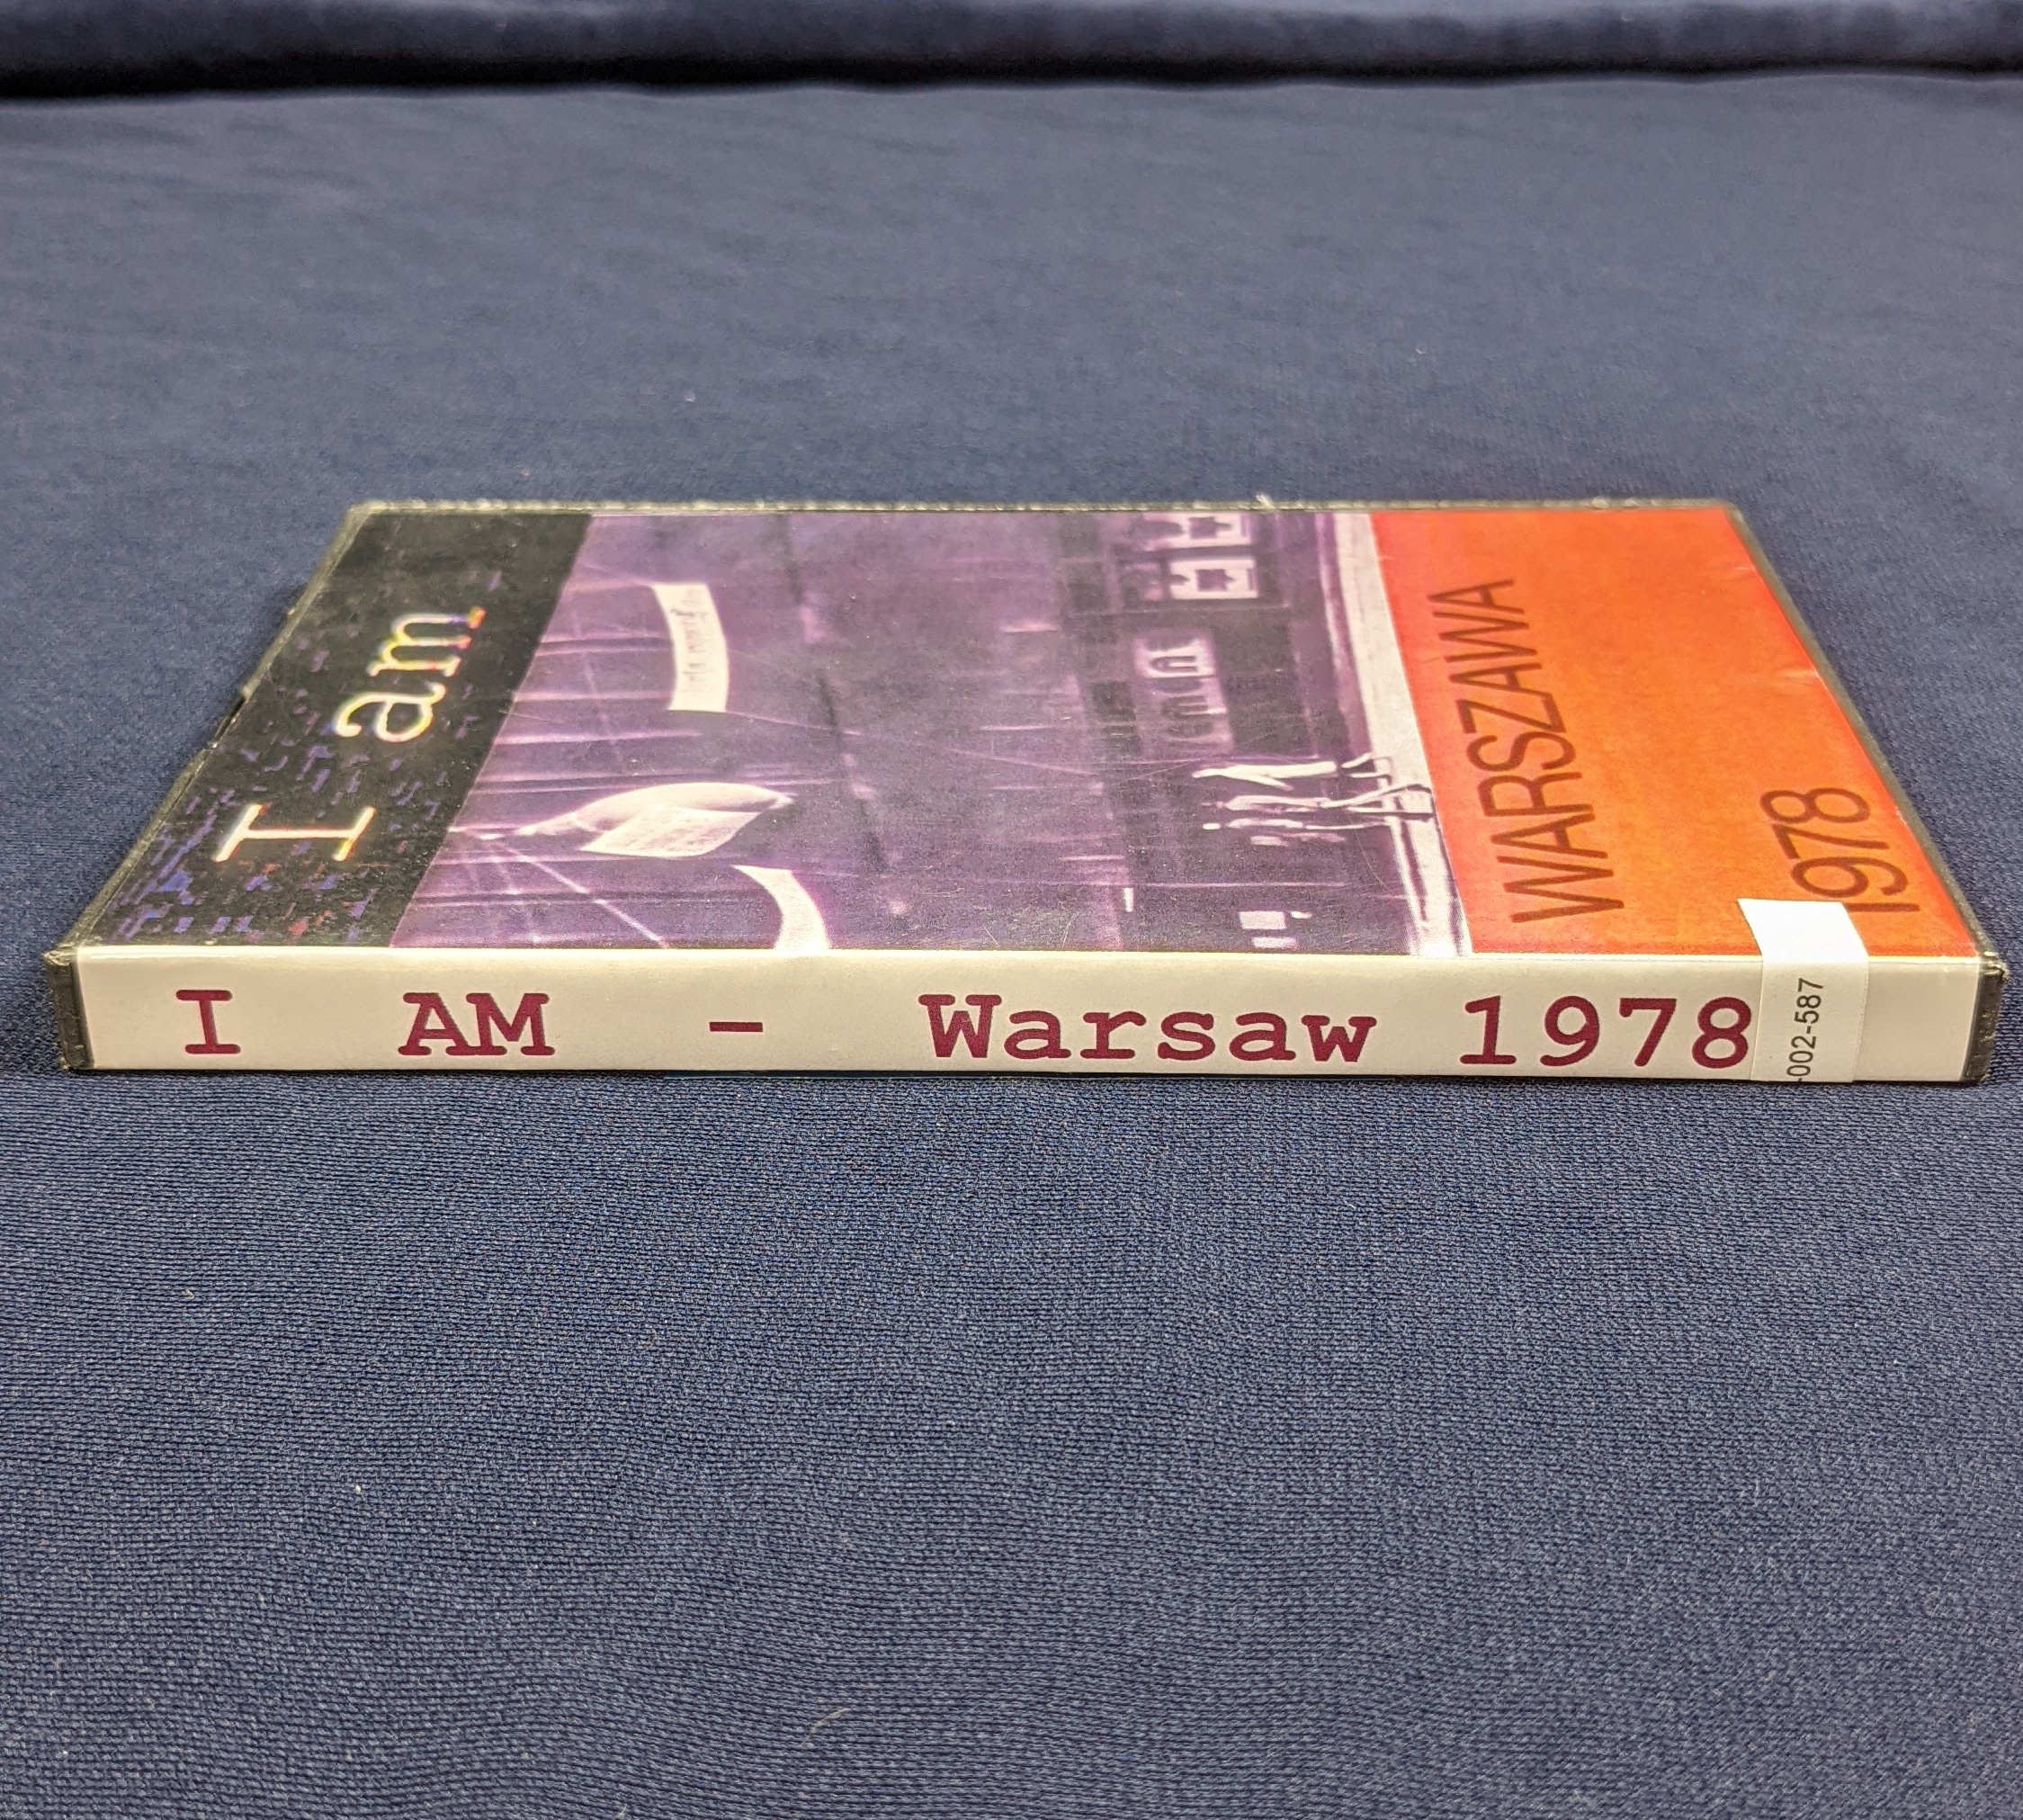 I am
WARSZAWA
1978
I AM - Warsaw 1978
-002-587